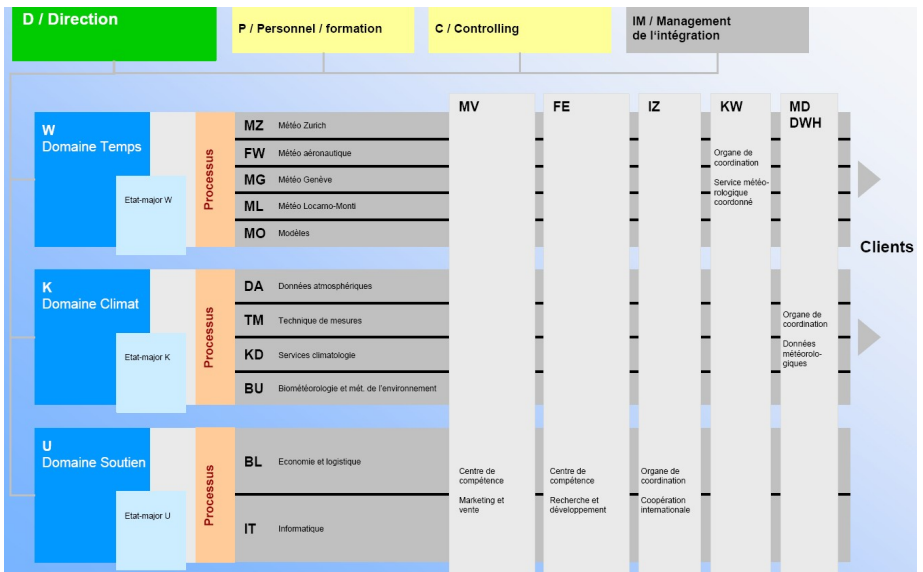 D / Direction
P / Personnel / formation
C / Controlling
IM / Management
de l'intégration
MV
FE
IZ
KW
MD
DWH
W
Domaine Temps
Etat-major W
Processus
MZ Météo Zurich
FW Météo aéronautique
MG Météo Genève
ML Météo Locarno-Monti
MO Modèles
Organe de
coordination
Service météo-
rologique
coordonné
Clients
K
Domaine Climat
Etat-major K
Processus
DA Données atmosphériques
TM Technique de mesures
KD Services climatologie
BU Biométéorologie et mét. de l'environnement
Organe de
coordination
Données
météorolo-
giques
U
Domaine Soutien
Etat-major U
Processus
BL Economie et logistique
IT Informatique
Centre de
compétence
Marketing et
vente
Centre de
compétence
Recherche et
développement
Organe de
coordination
Coopération
internationale